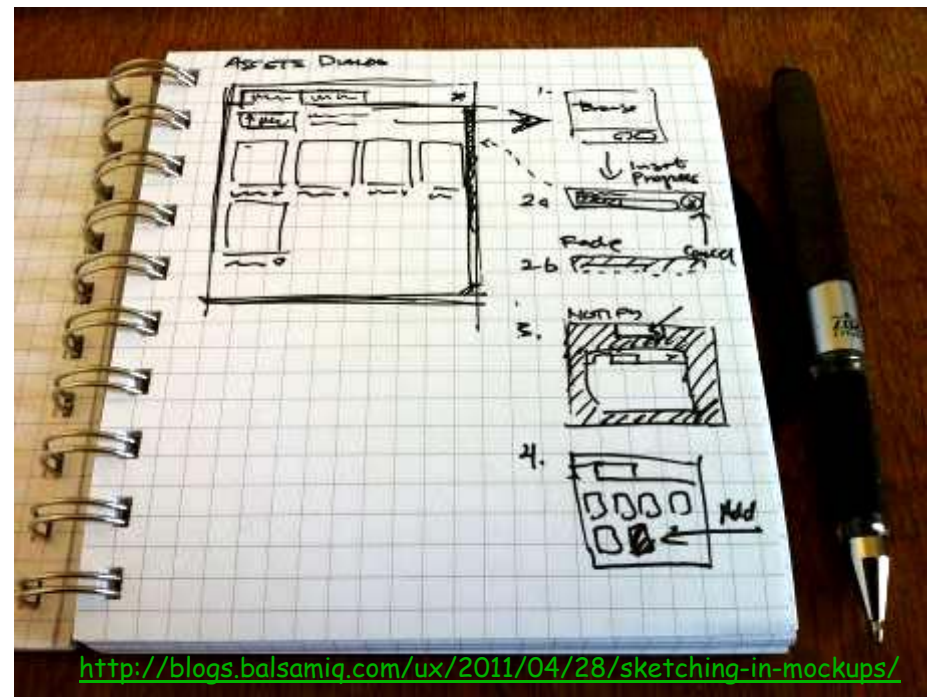 ASSETS DIALOG
1.
Browse
Insert
Progress
2a
Cancel
Fade
2b
3.
NOTIFY
4.
Add
http://blogs.balsamiq.com/ux/2011/04/28/sketching-in-mockups/